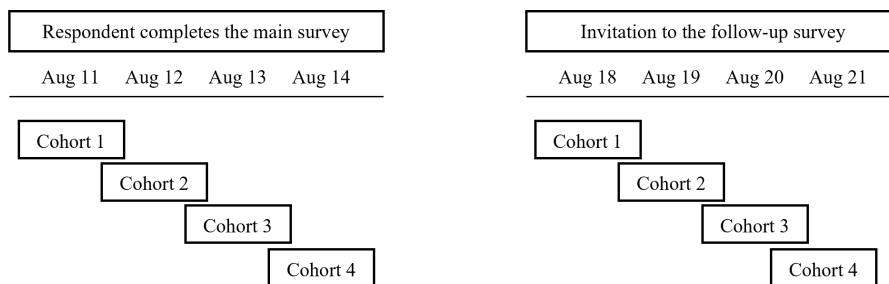 Respondent completes the main survey
Aug 11 Aug 12 Aug 13 Aug 14
Cohort 1
Cohort 2
Cohort 3
Cohort 4
Invitation to the follow-up survey
Aug 18 Aug 19 Aug 20 Aug 21
Cohort 1
Cohort 2
Cohort 3
Cohort 4